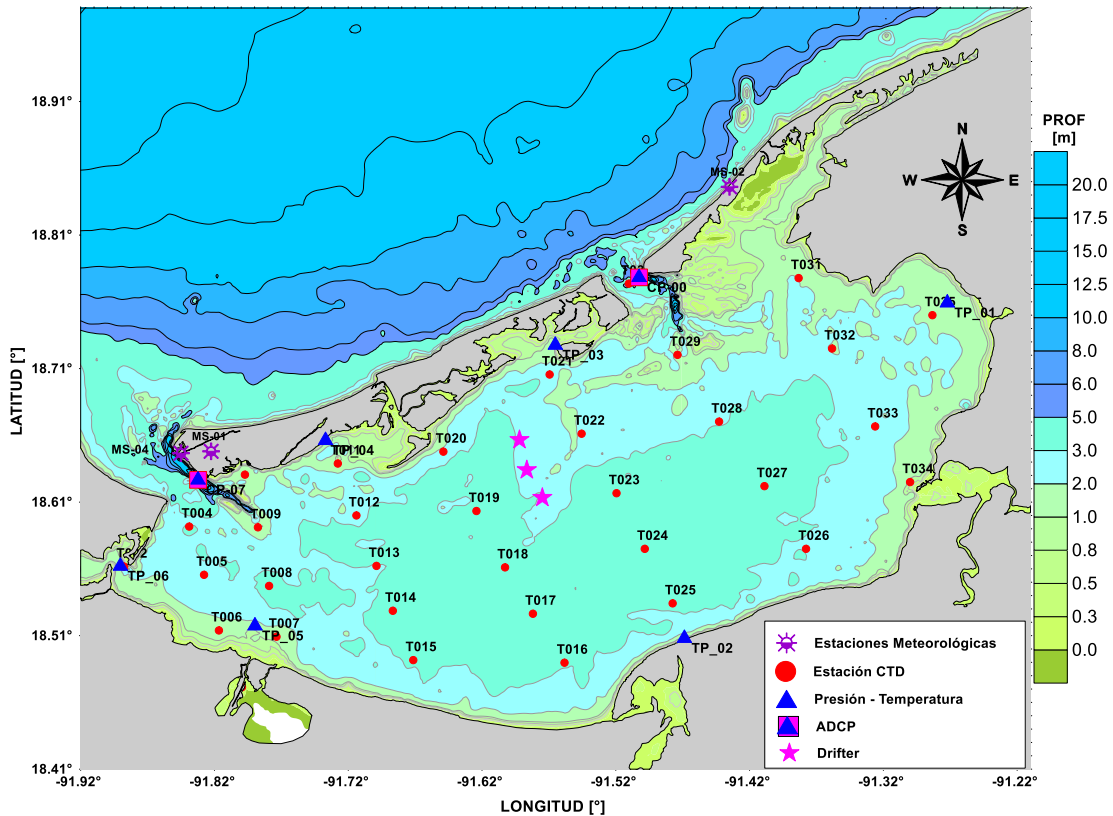 18.91°
18.81°
18.71°
18.61°
18.51°
18.41°
LATITUD [°]
-91.92°
-91.82°
-91.72°
-91.62°
-91.52°
-91.42°
-91.32°
-91.22°
LONGITUD [°]
PROF
[m]
20.0
17.5
15.0
12.5
10.0
8.0
6.0
5.0
3.0
2.0
1.0
0.8
0.5
0.3
0.0
N
W
E
S
MS-02
T031
CP-00
TP_01
T032
T029
TP_03
T021
T028
T033
T022
T020
MS-01
MS-04
T034
T027
T023
T019
T012
T004
T009
T026
T024
T018
T013
T005
T008
TP_06
T025
T017
T014
T006
T007
TP_05
TP_02
T015
T016
Estaciones Meteorológicas
Estación CTD
Presión - Temperatura
ADCP
Drifter